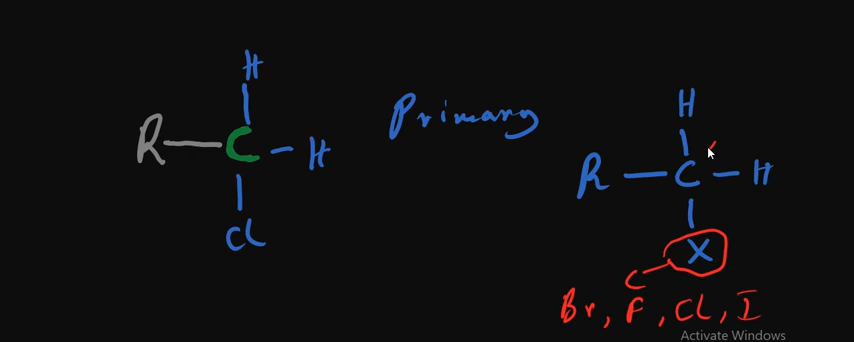 H
R — C — H
Cl
Primary
H
R — C — H
X
Br, F, Cl, I
Activate Windows